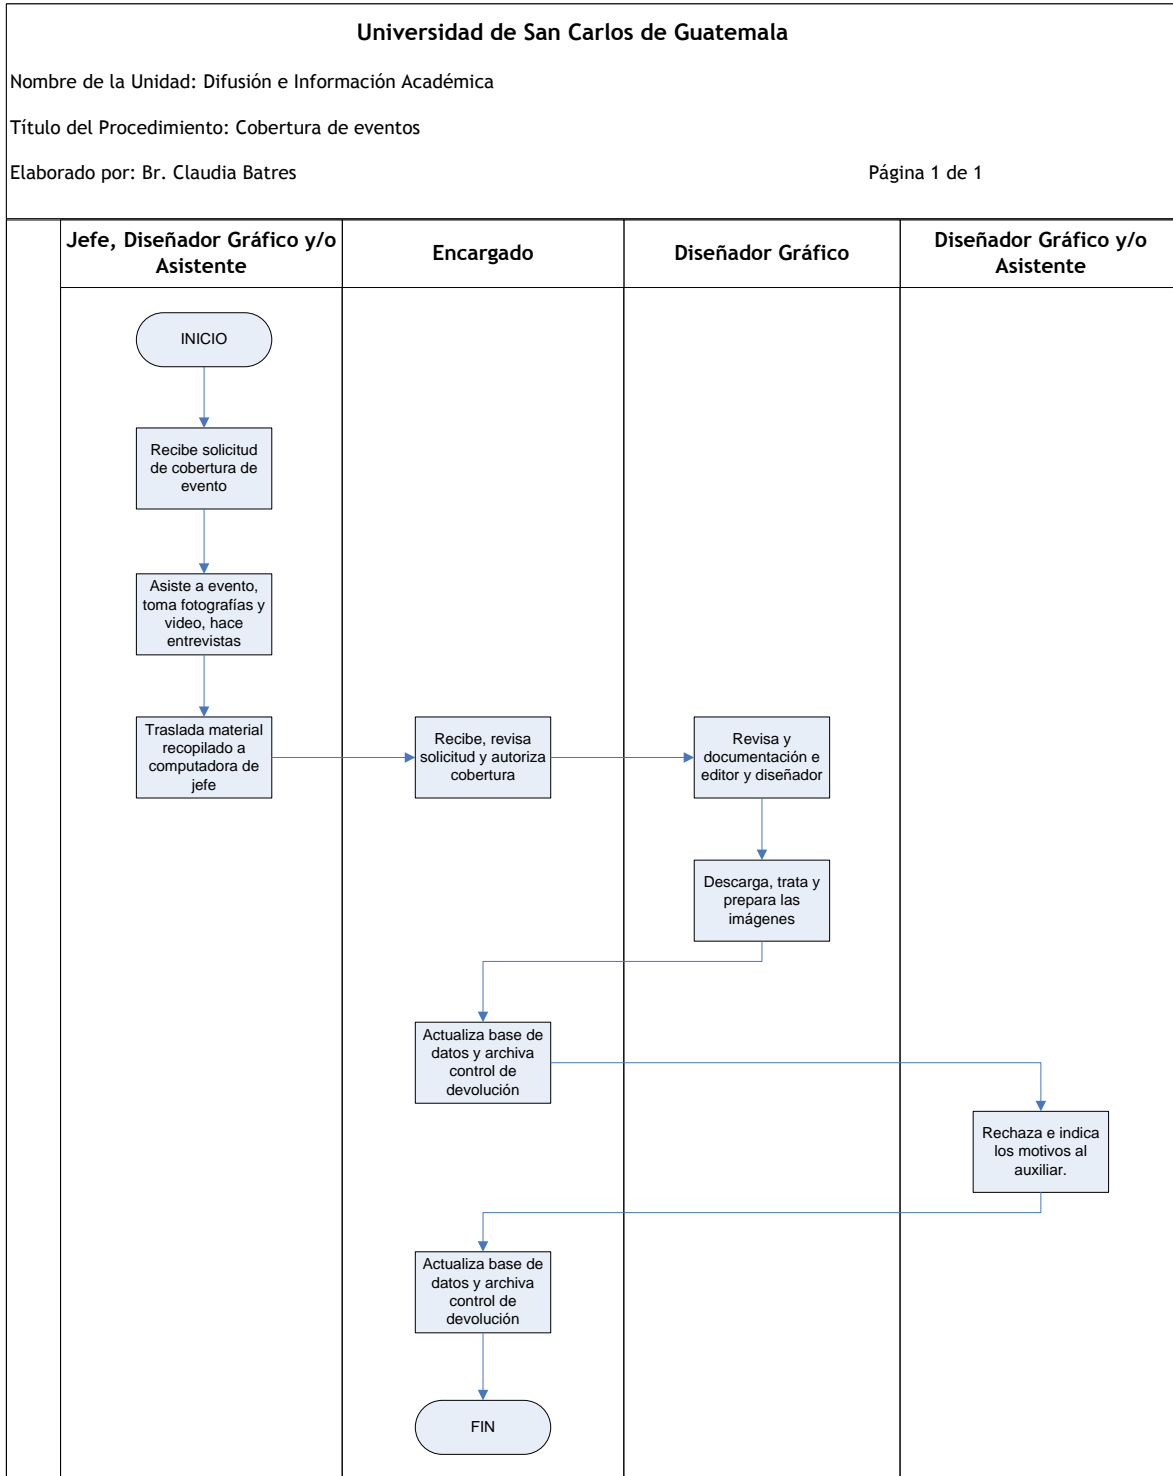 Universidad de San Carlos de Guatemala
Nombre de la Unidad: Difusión e Información Académica
Título del Procedimiento: Cobertura de eventos
Elaborado por: Br. Claudia Batres
Página 1 de 1
Jefe, Diseñador Gráfico y/o
Asistente
Encargado
Diseñador Gráfico
Diseñador Gráfico y/o
Asistente
INICIO
Recibe solicitud
de cobertura de
evento
Asiste a evento,
toma fotografías y
video, hace
entrevistas
Traslada material
recopilado a
computadora de
jefe
Recibe, revisa
solicitud y autoriza
cobertura
Revisa y
documentación e
editor y diseñador
Descarga, trata y
prepara las
imágenes
Actualiza base de
datos y archiva
control de
devolución
Rechaza e indica
los motivos al
auxiliar.
Actualiza base de
datos y archiva
control de
devolución
FIN